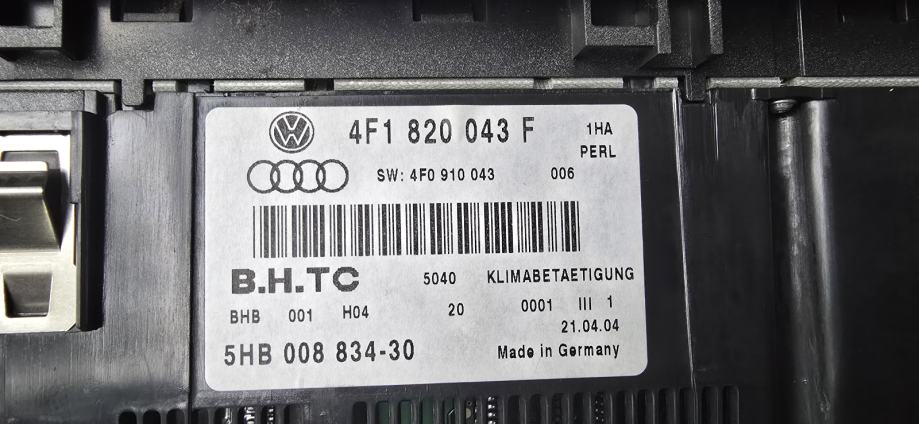 4F1 820 043 F 1HA
PERL
SW: 4F0 910 043 006
B.H.TC 5040 KLIMABETAETIGUNG
BHB 001 H04 20 0001 III 1
21.04.04
5HB 008 834-30 Made in Germany